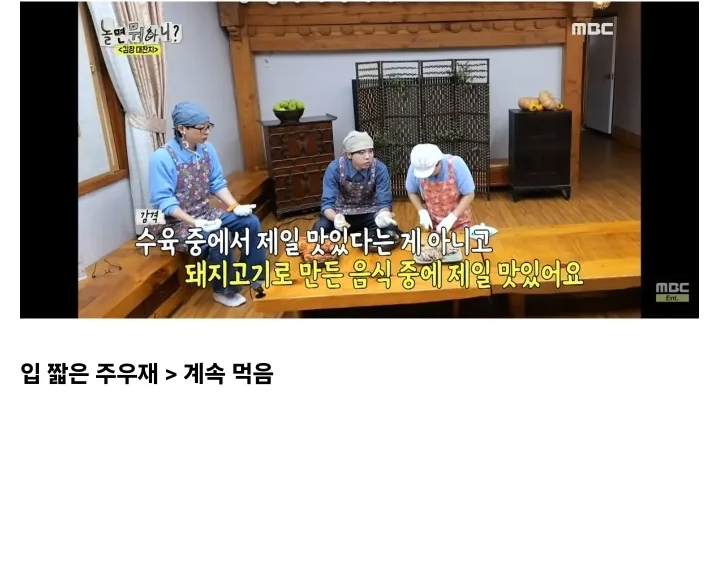 놀면 뭐하니?
<김장 대잔치>
MBC
감격
수육 중에서 제일 맛있다는 게 아니고
돼지고기로 만든 음식 중에 제일 맛있어요
MBC
Ent.
입 짧은 주우재 > 계속 먹음